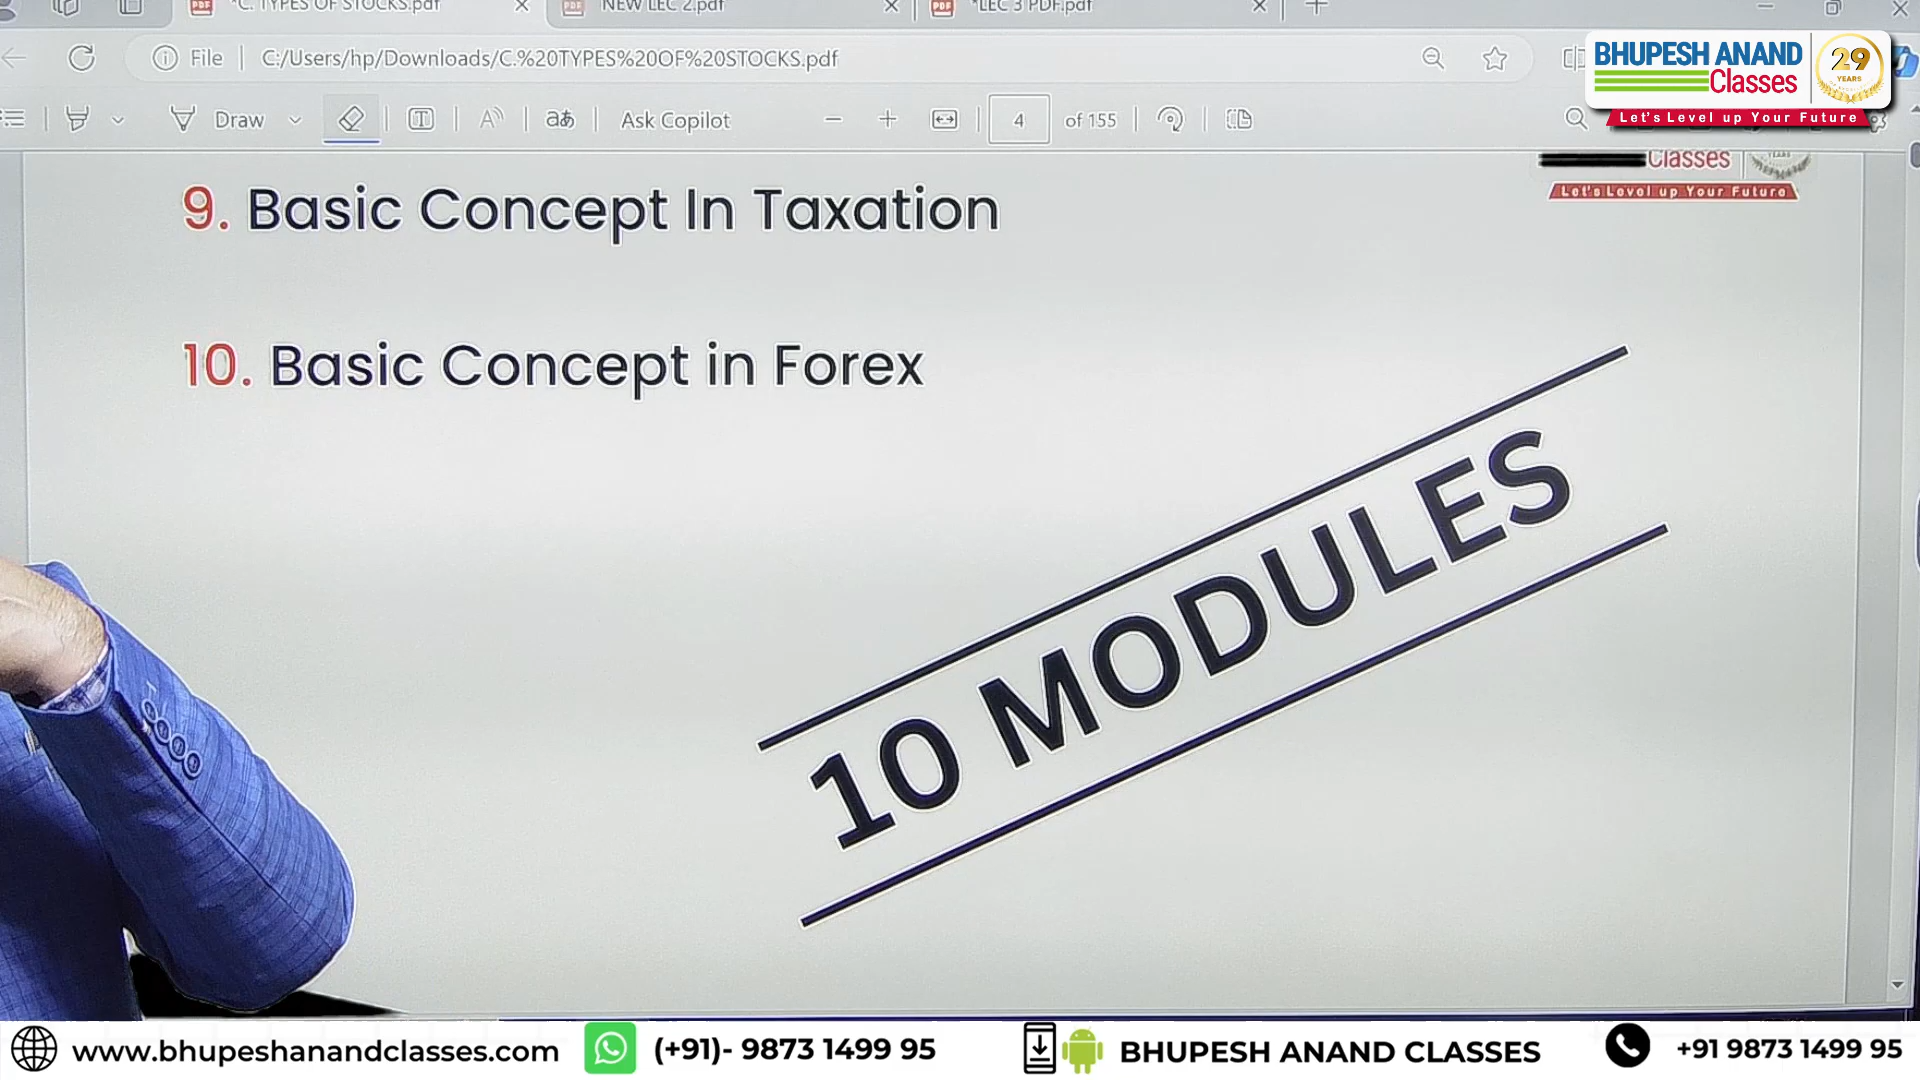 *C. TYPES OF STOCKS.pdf
NEW LEC 2.pdf
*LEC 3 PDF.pdf
File
C:/Users/hp/Downloads/C.%20TYPES%20OF%20STOCKS.pdf
Draw
Ask Copilot
4
of 155
BHUPESH ANAND
Classes
29
YEARS
Let's Level up Your Future
Classes
YEARS
Let's Level up Your Future
9. Basic Concept In Taxation
10. Basic Concept in Forex
10 MODULES
www.bhupeshanandclasses.com
(+91)- 9873 1499 95
BHUPESH ANAND CLASSES
+91 9873 1499 95